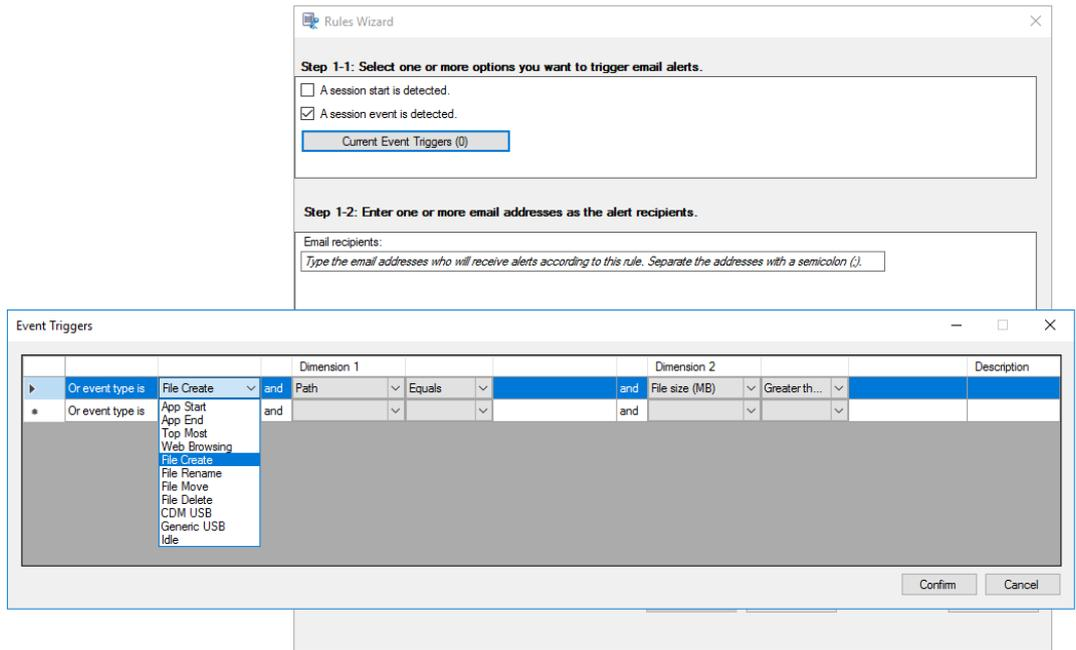 Rules Wizard
Step 1-1: Select one or more options you want to trigger email alerts.
A session start is detected.
A session event is detected.
Current Event Triggers (0)
Step 1-2: Enter one or more email addresses as the alert recipients.
Email recipients:
Type the email addresses who will receive alerts according to this rule. Separate the addresses with a semicolon (;).
Event Triggers
Dimension 1 Dimension 2 Description
Or event type is File Create and Path Equals and File size (MB) Greater th...
Or event type is and and
App Start
App End
Top Most
Web Browsing
File Create
File Rename
File Move
File Delete
CDM USB
Generic USB
Idle
Confirm Cancel